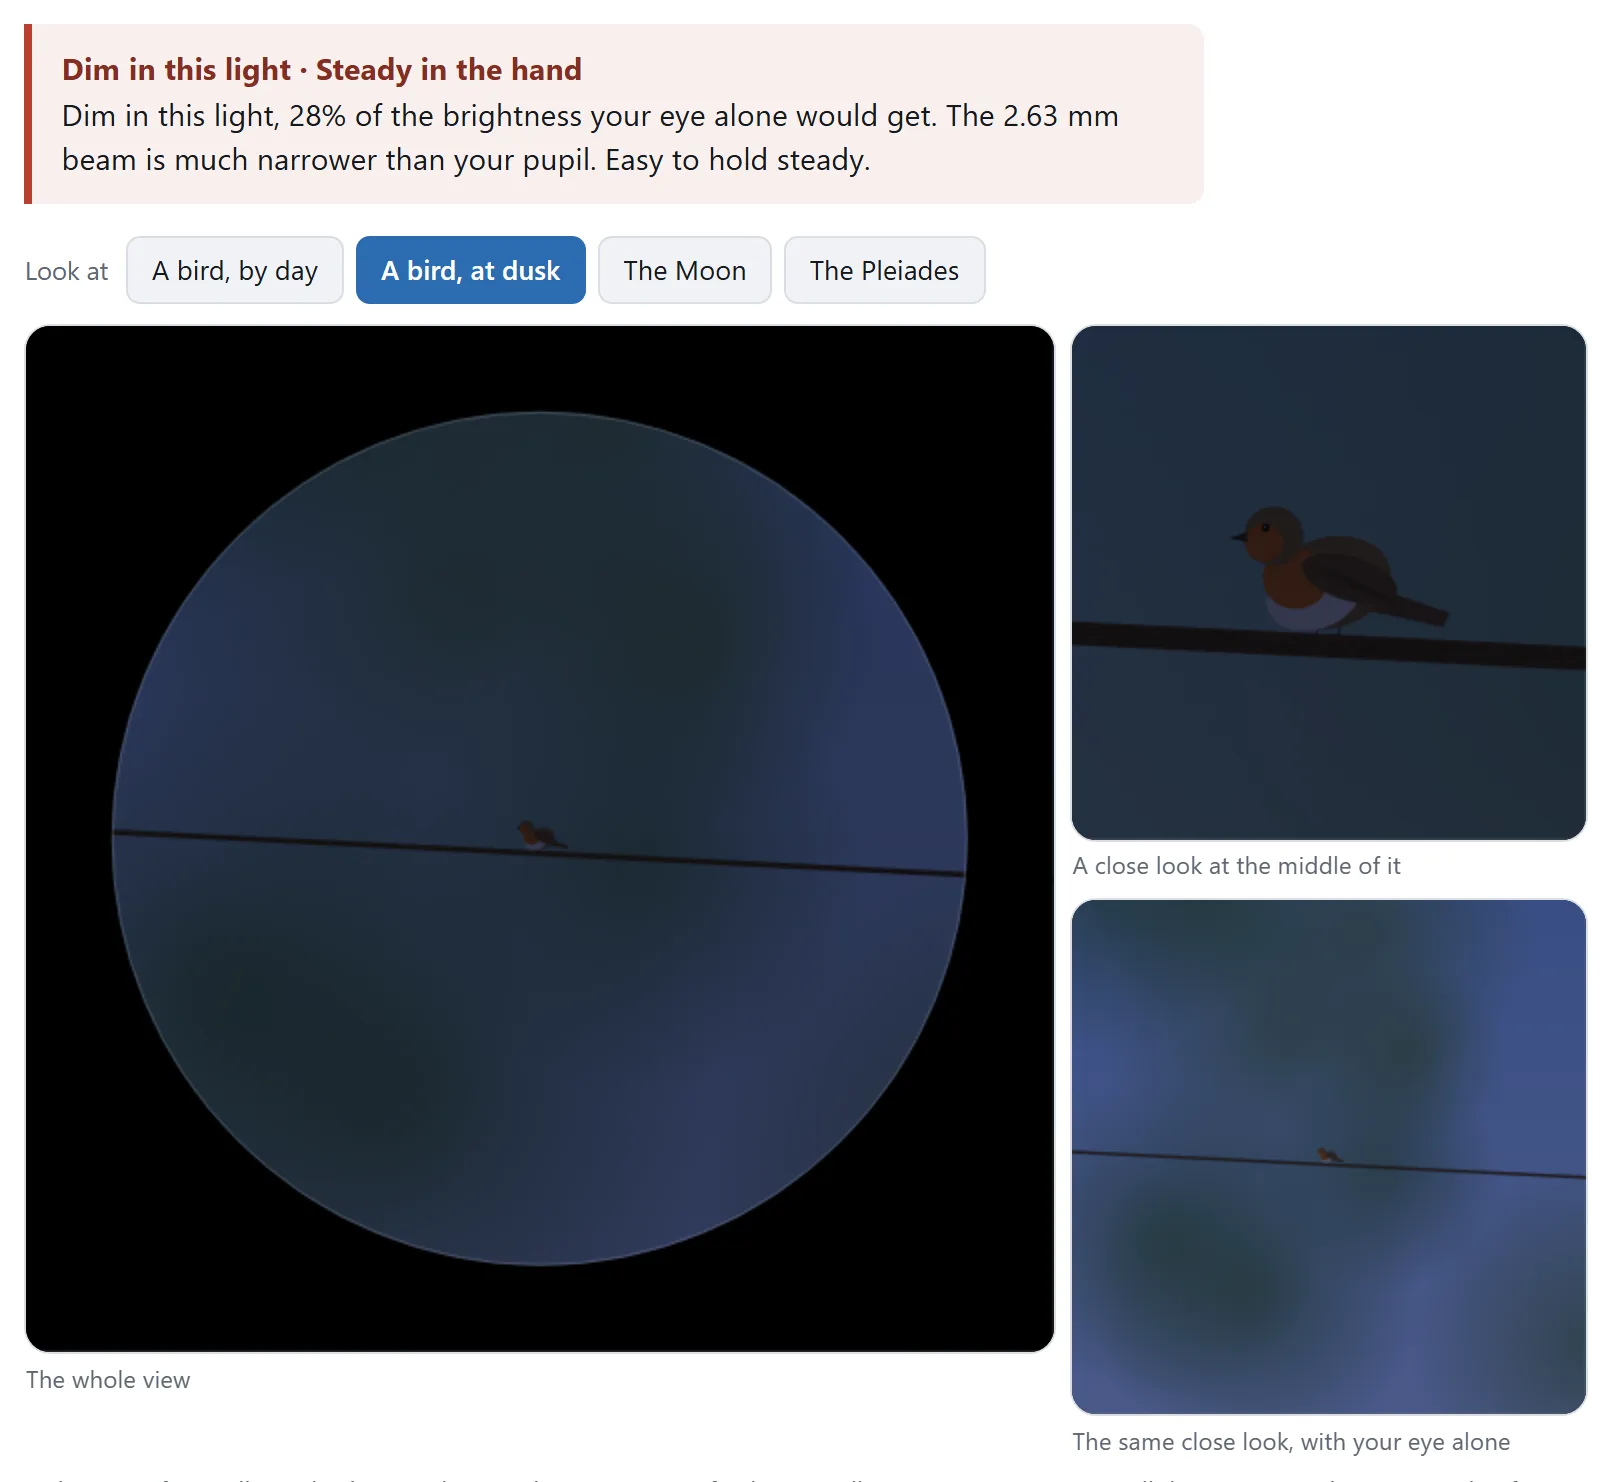 Dim in this light · Steady in the hand
Dim in this light, 28% of the brightness your eye alone would get. The 2.63 mm
beam is much narrower than your pupil. Easy to hold steady.
Look at
A bird, by day
A bird, at dusk
The Moon
The Pleiades
A close look at the middle of it
The whole view
The same close look, with your eye alone